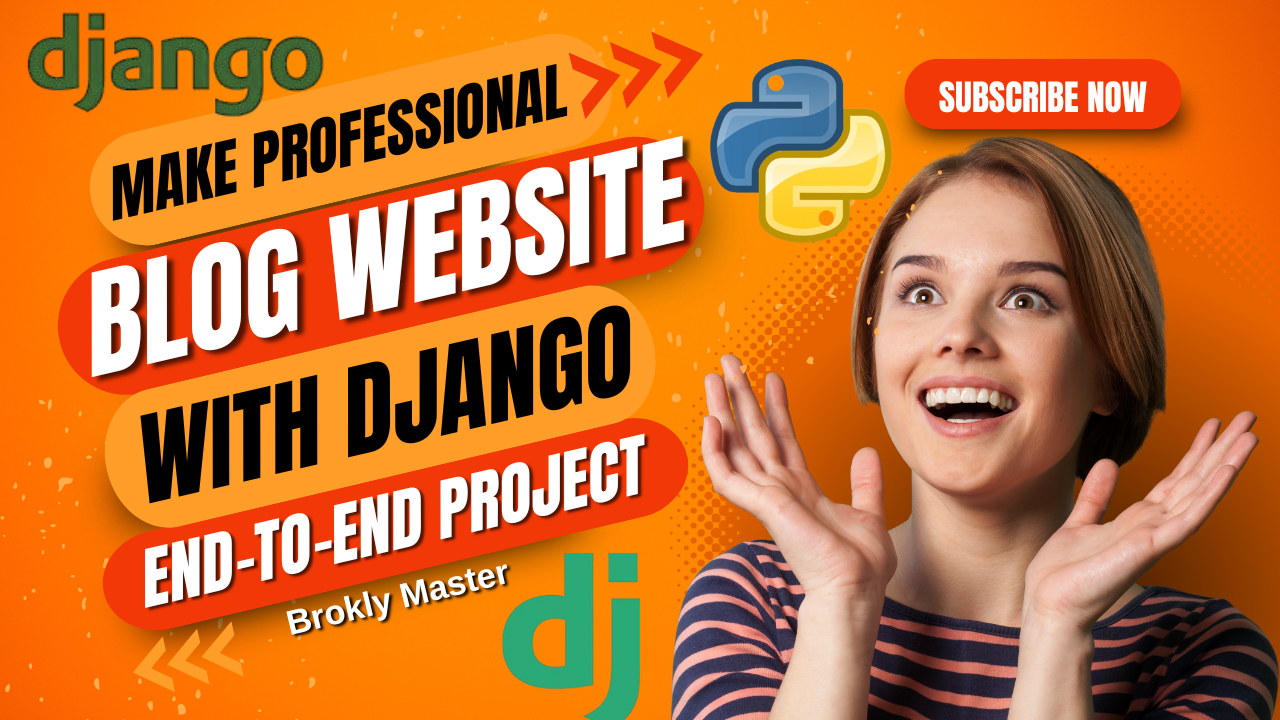 django
MAKE PROFESSIONAL
BLOG WEBSITE
WITH DJANGO
END-TO-END PROJECT
Brokly Master
dj
SUBSCRIBE NOW